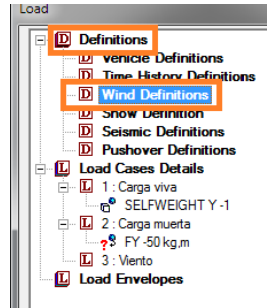 Load
Definitions
Vehicle Definitions
Time History Definitions
Wind Definitions
Snow Definition
Seismic Definitions
Pushover Definitions
Load Cases Details
1 : Carga viva
SELFWEIGHT Y -1
2 : Carga muerta
FY -50 kg,m
3 : Viento
Load Envelopes